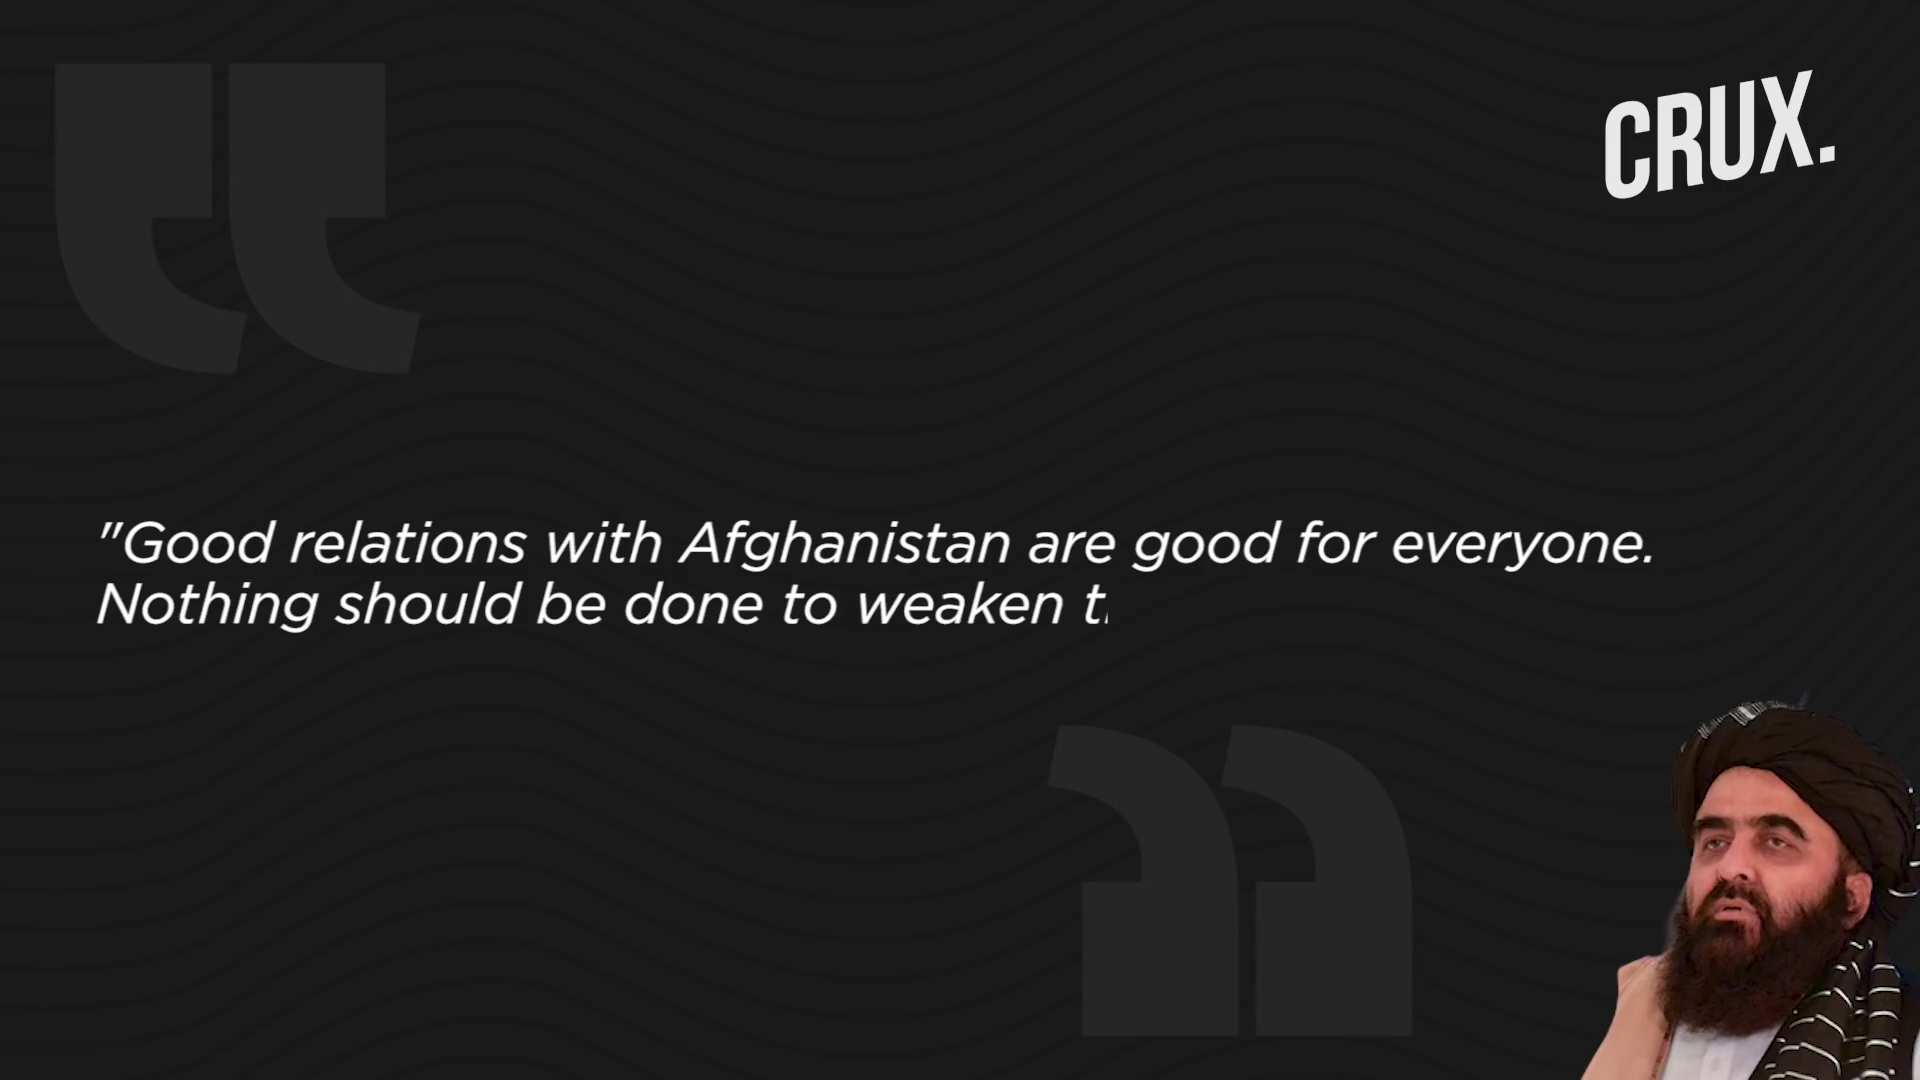 CRUX.
"Good relations with Afghanistan are good for everyone.
Nothing should be done to weaken